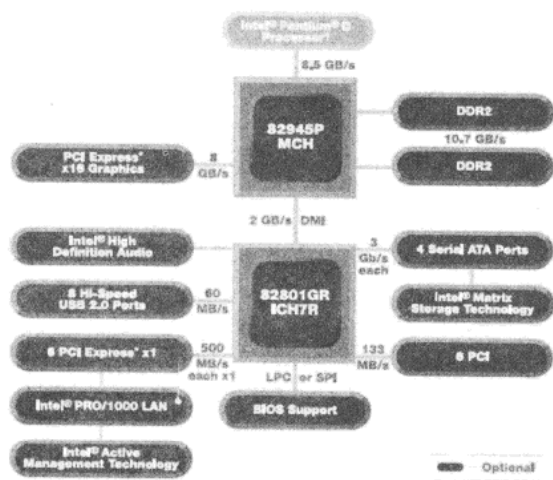 Intel® Pentium® D
Processor
8.5 GB/s
82945P
MCH
DDR2
10.7 GB/s
DDR2
PCI Express*
x16 Graphics
8
GB/s
2 GB/s DMI
Intel® High
Definition Audio
3
Gb/s
each
4 Serial ATA Ports
8 Hi-Speed
USB 2.0 Ports
60
MB/s
82801GR
ICH7R
Intel® Matrix
Storage Technology
6 PCI Express* x1
500
MB/s
each x1
133
MB/s
6 PCI
LPC or SPI
Intel® PRO/1000 LAN
BIOS Support
Intel® Active
Management Technology
Optional